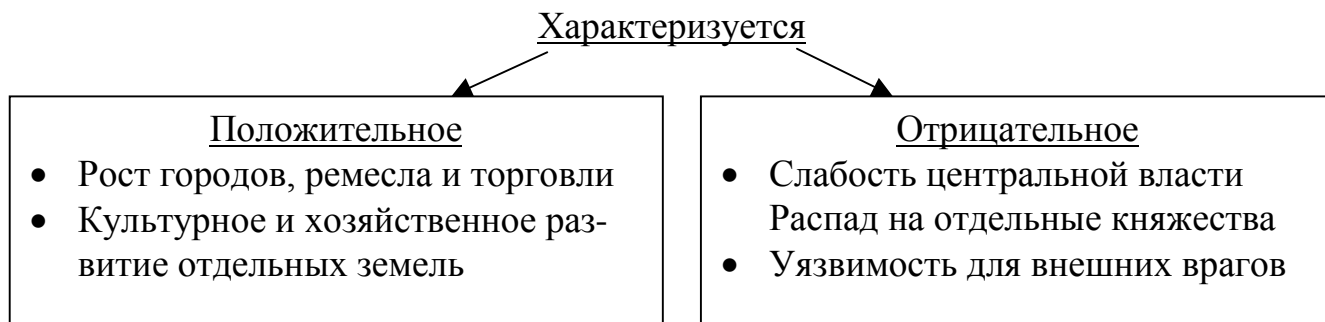 Характеризуется
Положительное
• Рост городов, ремесла и торговли
• Культурное и хозяйственное раз-
витие отдельных земель
Отрицательное
• Слабость центральной власти
Распад на отдельные княжества
• Уязвимость для внешних врагов